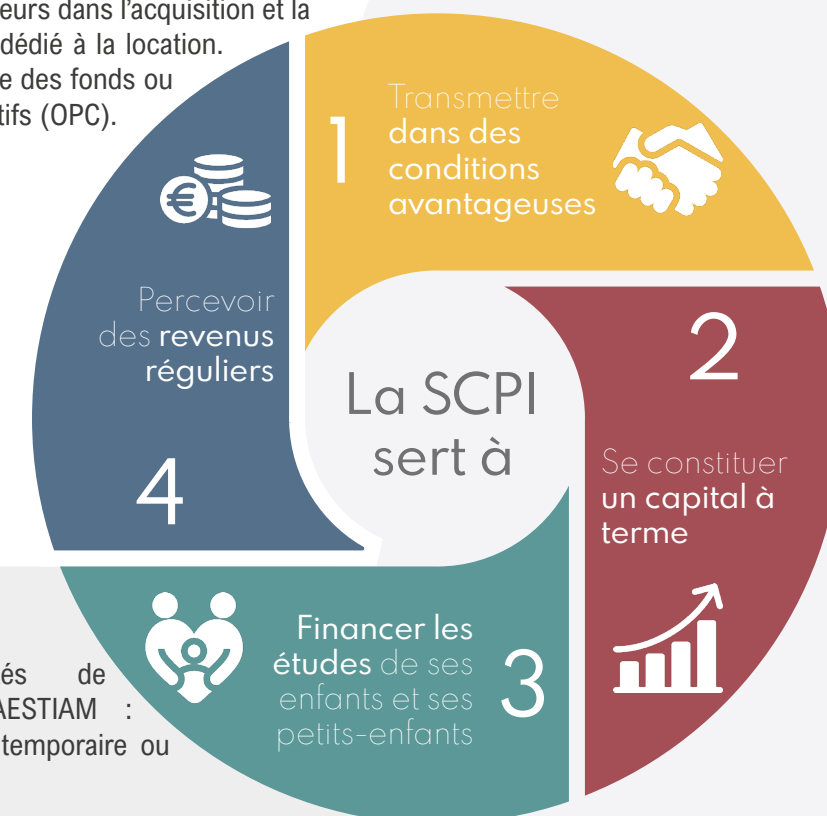 eurs dans l'acquisition et la
dédié à la location.
e des fonds ou
tifs (OPC).
1
Transmettre
dans des
conditions
avantageuses
2
Se constituer
un capital à
terme
3
Financer les
études de ses
enfants et ses
petits-enfants
4
Percevoir
des revenus
réguliers
La SCPI
sert à
és de
AESTIAM :
temporaire ou